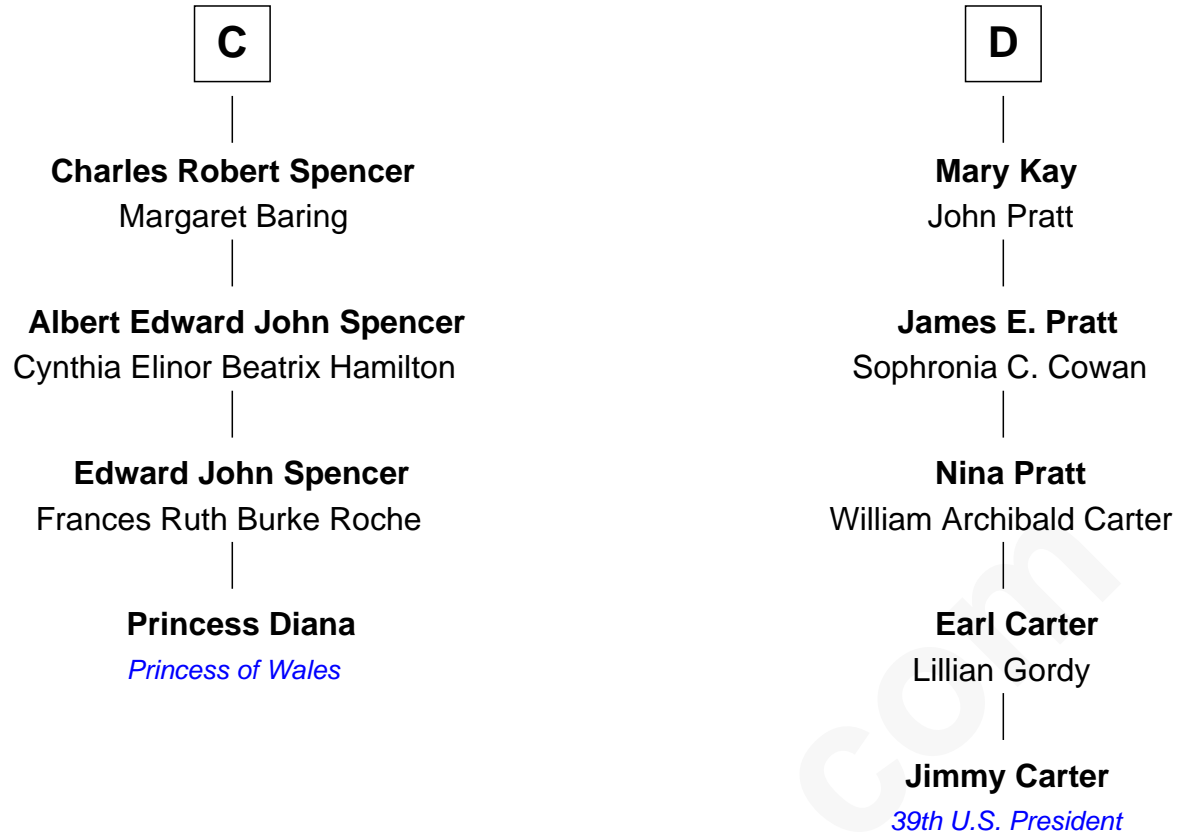 C
Charles Robert Spencer
Margaret Baring
Albert Edward John Spencer
Cynthia Elinor Beatrix Hamilton
Edward John Spencer
Frances Ruth Burke Roche
Princess Diana
Princess of Wales
D
Mary Kay
John Pratt
James E. Pratt
Sophronia C. Cowan
Nina Pratt
William Archibald Carter
Earl Carter
Lillian Gordy
Jimmy Carter
39th U.S. President
com